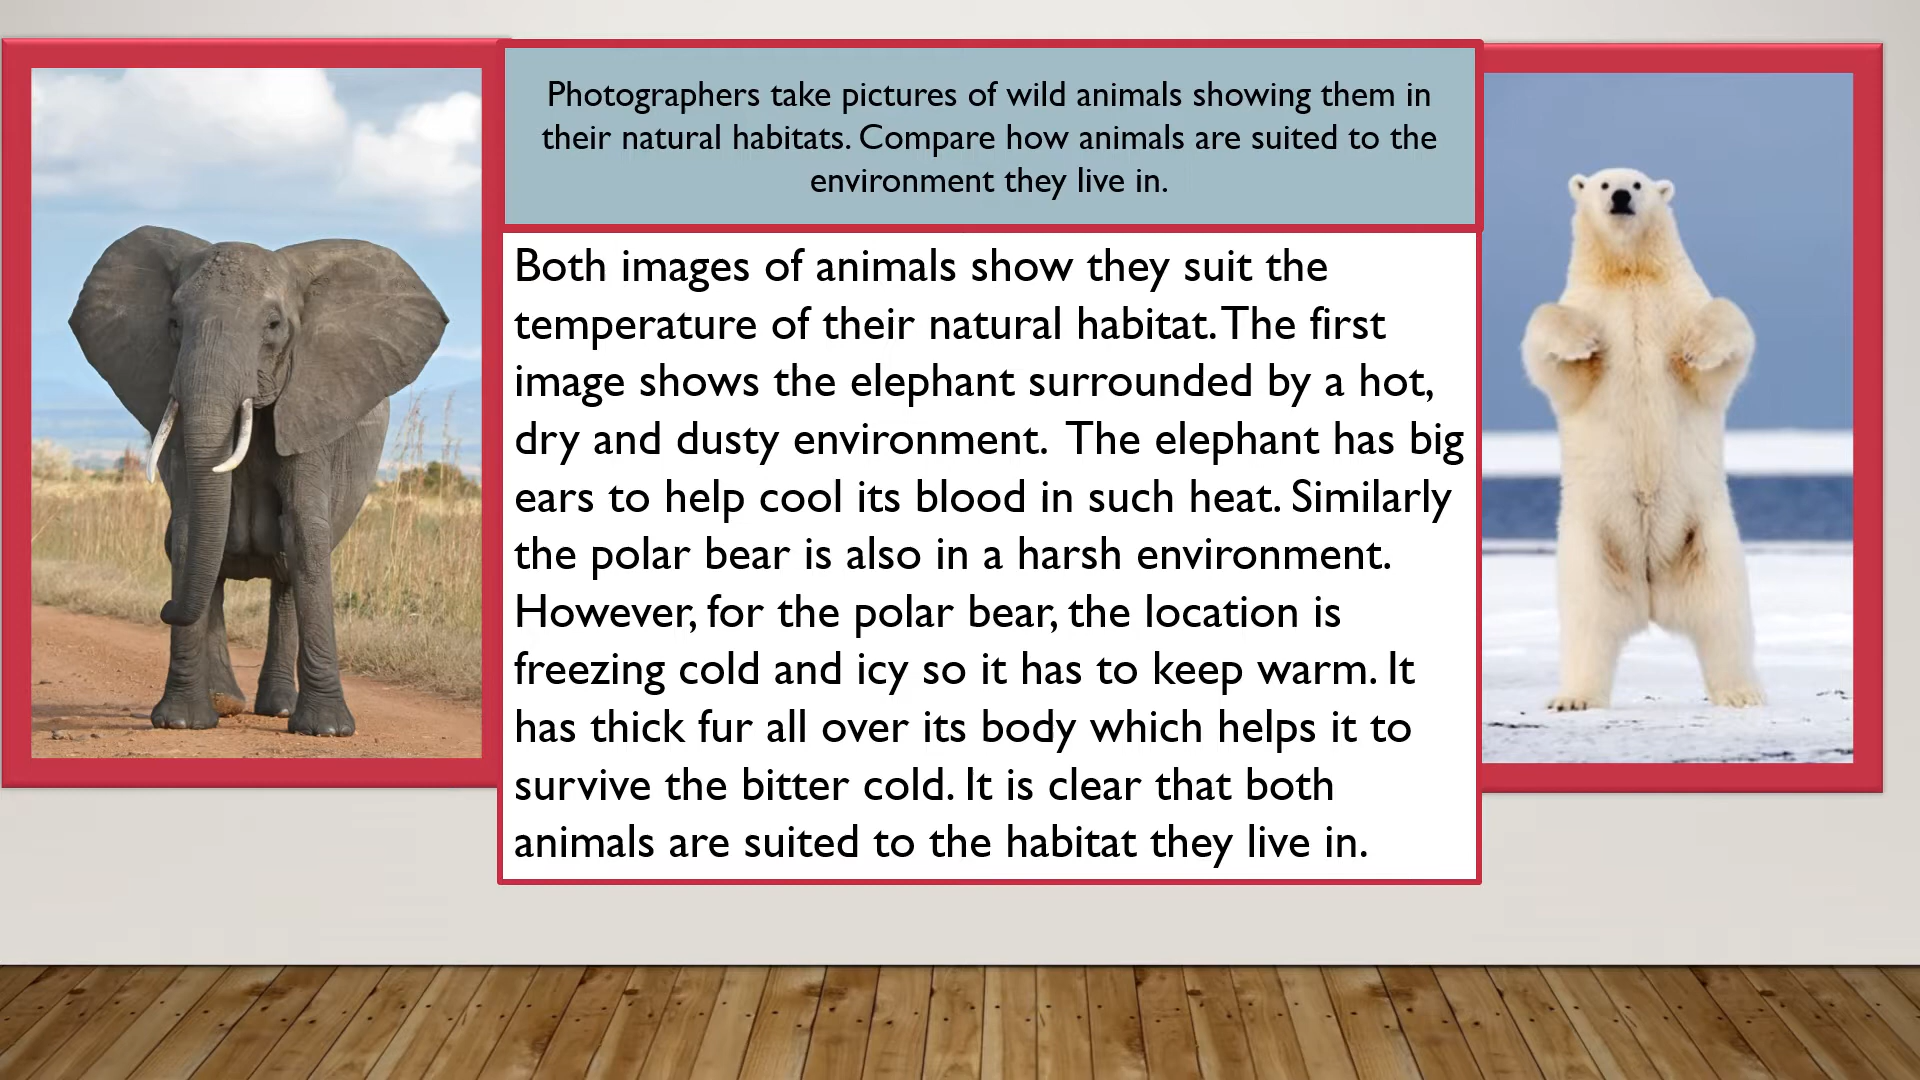 Photographers take pictures of wild animals showing them in
their natural habitats. Compare how animals are suited to the
environment they live in.
Both images of animals show they suit the
temperature of their natural habitat. The first
image shows the elephant surrounded by a hot,
dry and dusty environment. The elephant has big
ears to help cool its blood in such heat. Similarly
the polar bear is also in a harsh environment.
However, for the polar bear, the location is
freezing cold and icy so it has to keep warm. It
has thick fur all over its body which helps it to
survive the bitter cold. It is clear that both
animals are suited to the habitat they live in.